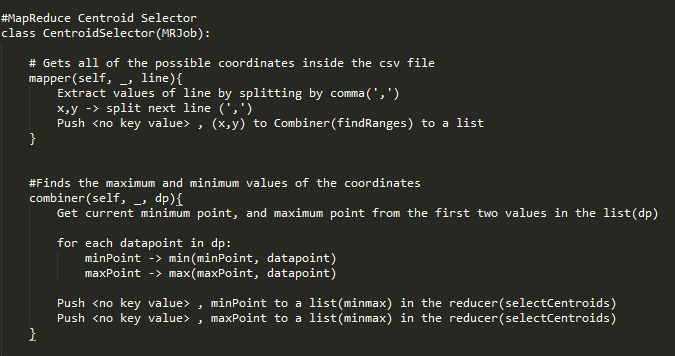 #MapReduce Centroid Selector
class CentroidSelector(MRJob):
# Gets all of the possible coordinates inside the csv file
mapper(self, _, line){
Extract values of line by splitting by comma(',')
x,y -> split next line (',')
Push <no key value> , (x,y) to Combiner(findRanges) to a list
}
#Finds the maximum and minimum values of the coordinates
combiner(self, _, dp){
Get current minimum point, and maximum point from the first two values in the list(dp)
for each datapoint in dp:
minPoint -> min(minPoint, datapoint)
maxPoint -> max(maxPoint, datapoint)
Push <no key value> , minPoint to a list(minmax) in the reducer(selectCentroids)
Push <no key value> , maxPoint to a list(minmax) in the reducer(selectCentroids)
}